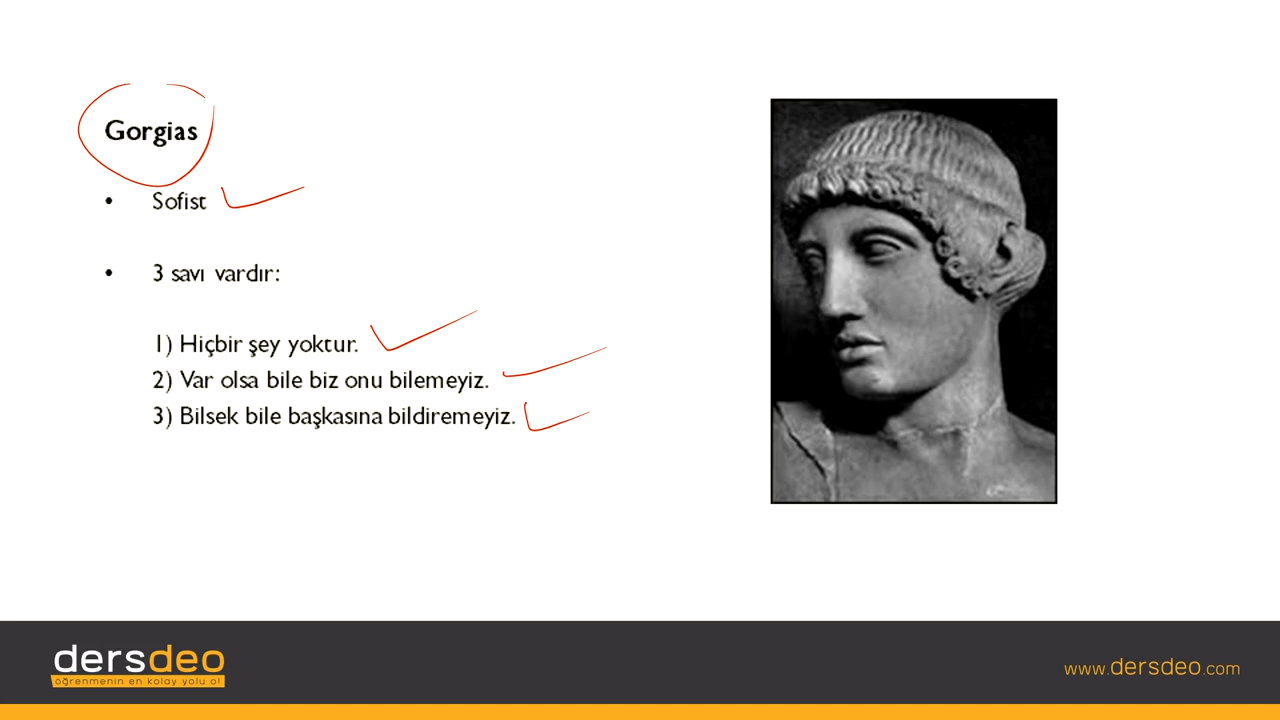 Gorgias
• Sofist
• 3 savı vardır:
1) Hiçbir şey yoktur.
2) Var olsa bile biz onu bilemeyiz.
3) Bilsek bile başkasına bildiremeyiz.
dersdeo
öğrenmenin en kolay yolu o!
www.dersdeo.com